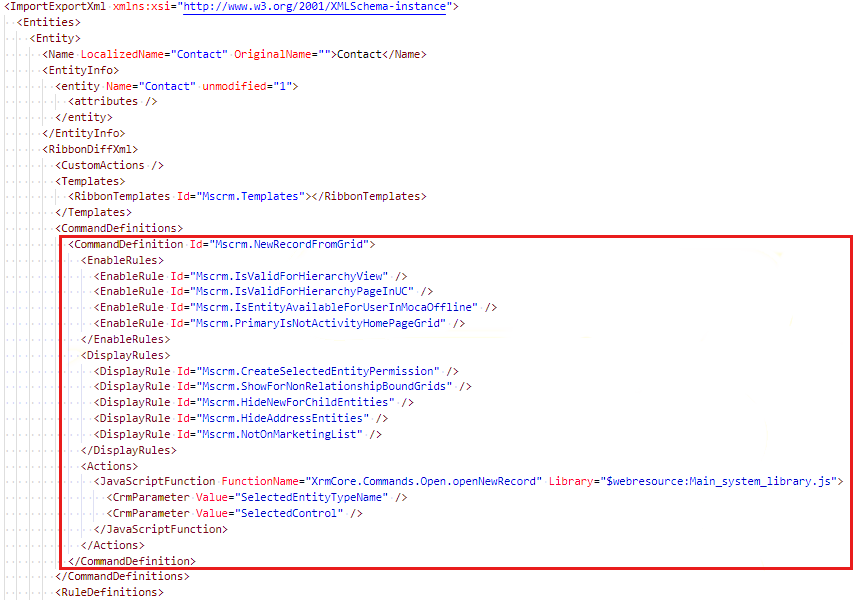 <ImportExportXml xmlns:xsi="http://www.w3.org/2001/XMLSchema-instance">
<Entities>
<Entity>
<Name LocalizedName="Contact" OriginalName="">Contact</Name>
<EntityInfo>
<entity Name="Contact" unmodified="1">
<attributes />
</entity>
</EntityInfo>
<RibbonDiffXml>
<CustomActions />
<Templates>
<RibbonTemplates Id="Mscrm.Templates"></RibbonTemplates>
</Templates>
<CommandDefinitions>
<CommandDefinition Id="Mscrm.NewRecordFromGrid">
<EnableRules>
<EnableRule Id="Mscrm.IsValidForHierarchyView" />
<EnableRule Id="Mscrm.IsValidForHierarchyPageInUC" />
<EnableRule Id="Mscrm.IsEntityAvailableForUserInMocaOffline" />
<EnableRule Id="Mscrm.PrimaryIsNotActivityHomePageGrid" />
</EnableRules>
<DisplayRules>
<DisplayRule Id="Mscrm.CreateSelectedEntityPermission" />
<DisplayRule Id="Mscrm.ShowForNonRelationshipBoundGrids" />
<DisplayRule Id="Mscrm.HideNewForChildEntities" />
<DisplayRule Id="Mscrm.HideAddressEntities" />
<DisplayRule Id="Mscrm.NotOnMarketingList" />
</DisplayRules>
<Actions>
<JavaScriptFunction FunctionName="XrmCore.Commands.Open.openNewRecord" Library="$webresource:Main_system_library.js">
<CrmParameter Value="SelectedEntityTypeName" />
<CrmParameter Value="SelectedControl" />
</JavaScriptFunction>
</Actions>
</CommandDefinition>
</CommandDefinitions>
<RuleDefinitions>